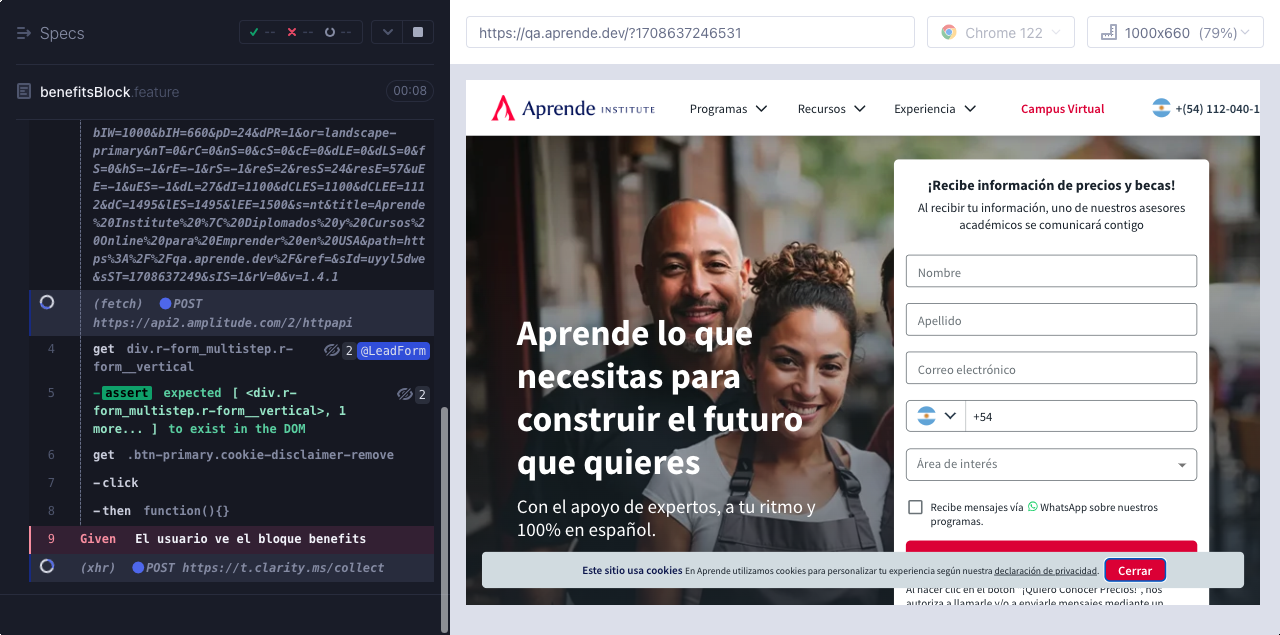 Specs
-- -- --
benefitsBlock.feature
00:08
bIW=1000&bIH=660&pD=24&dPR=1&or=landscape-
primary&nT=0&rC=0&nS=0&cS=0&cE=0&dLE=0&dLS=0&f
S=0&hS=-1&rE=-1&rS=-1&reS=2&resS=24&resE=57&uE
E=-1&uES=-1&dL=27&dI=1100&dCLES=1100&dCLEE=111
2&dC=1495&lES=1495&lEE=1500&s=nt&title=Aprende
%20Institute%20%7C%20Diplomados%20y%20Cursos%2
0Online%20para%20Emprender%20en%20USA&path=htt
ps%3A%2F%2Fqa.aprende.dev%2F&ref=&sId=uyyl5dwe
&sST=1708637249&sIS=1&rV=0&v=1.4.1
(fetch) POST
https://api2.amplitude.com/2/httpapi
4 get div.r-form_multistep.r- 2 @LeadForm
form__vertical
5 -assert expected [ <div.r- 2
form_multistep.r-form__vertical>, 1
more... ] to exist in the DOM
6 get .btn-primary.cookie-disclaimer-remove
7 -click
8 -then function(){}
9 Given El usuario ve el bloque benefits
(xhr) POST https://t.clarity.ms/collect
https://qa.aprende.dev/?1708637246531
Chrome 122
1000x660 (79%)
Aprende INSTITUTE
Programas
Recursos
Experiencia
Campus Virtual
+(54) 112-040-1
Aprende lo que
necesitas para
construir el futuro
que quieres
Con el apoyo de expertos, a tu ritmo y
100% en español.
¡Recibe información de precios y becas!
Al recibir tu información, uno de nuestros asesores
académicos se comunicará contigo
Nombre
Apellido
Correo electrónico
+54
Área de interés
Recibe mensajes vía WhatsApp sobre nuestros
programas.
Este sitio usa cookies En Aprende utilizamos cookies para personalizar tu experiencia según nuestra declaración de privacidad. Cerrar
Al hacer clic en el botón "¡Quiero Conocer Precios!", nos
autoriza a llamarle y/o a enviarle mensajes mediante un